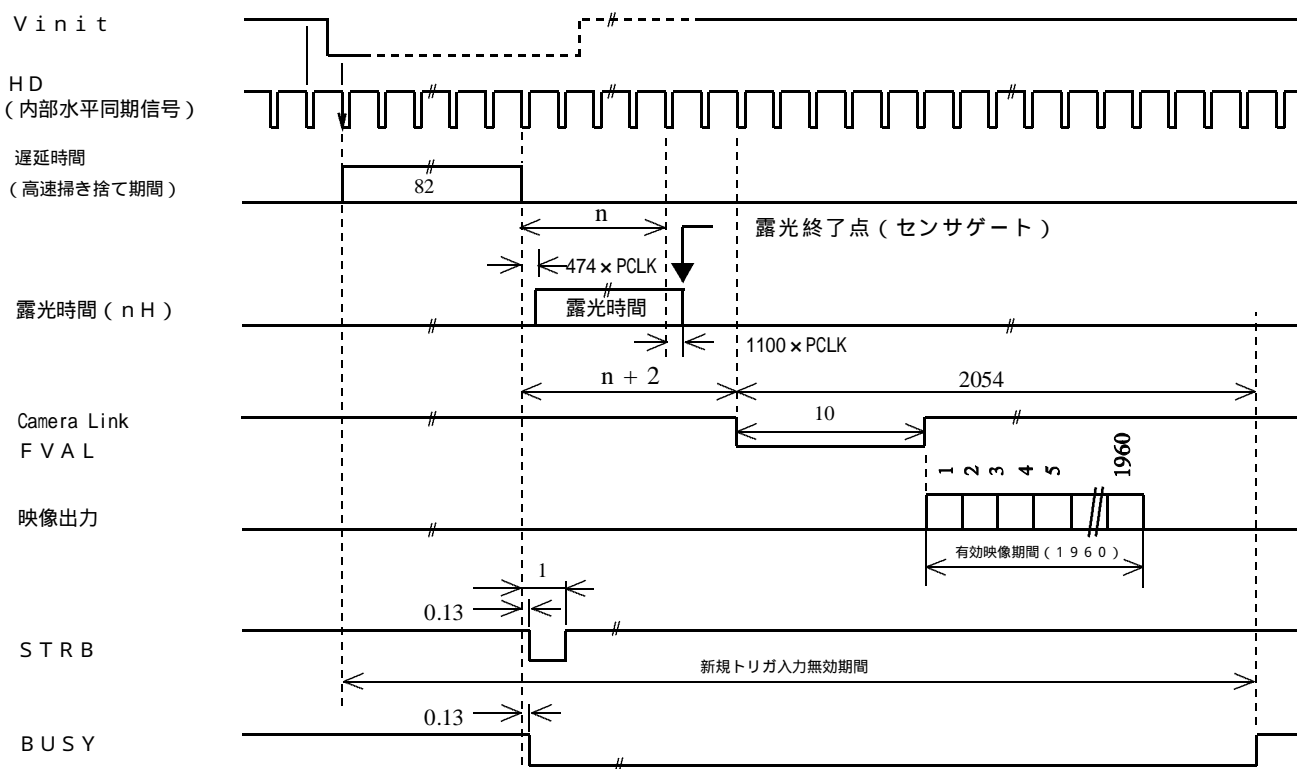 Ｖｉｎｉｔ
ＨＤ
（内部水平同期信号）
遅延時間
（高速掃き捨て期間）
82
n
露光終了点（センサゲート）
474×PCLK
露光時間（ｎＨ）
露光時間
1100×PCLK
n + 2
2054
Camera Link
ＦＶＡＬ
10
1
2
3
4
5
1960
映像出力
有効映像期間（１９６０）
1
0.13
ＳＴＲＢ
新規トリガ入力無効期間
0.13
ＢＵＳＹ